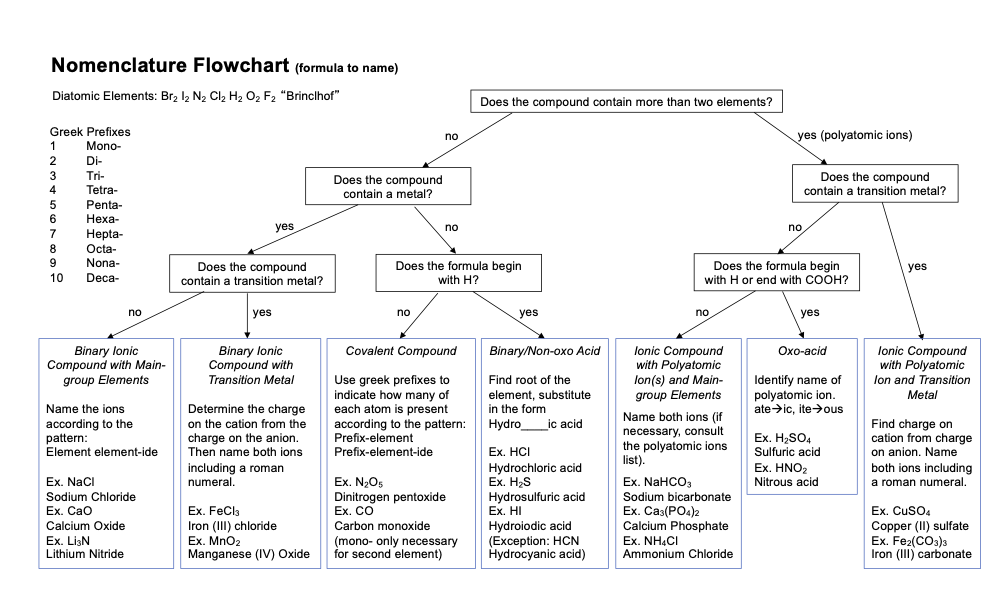 Nomenclature Flowchart (formula to name)
Diatomic Elements: Br₂ I₂ N₂ Cl₂ H₂ O₂ F₂ “Brinclhof”
Greek Prefixes
1 Mono-
2 Di-
3 Tri-
4 Tetra-
5 Penta-
6 Hexa-
7 Hepta-
8 Octa-
9 Nona-
10 Deca-
Does the compound contain more than two elements?
no
yes (polyatomic ions)
Does the compound
contain a metal?
Does the compound
contain a transition metal?
yes
no
no
yes
Does the compound
contain a transition metal?
Does the formula begin
with H?
Does the formula begin
with H or end with COOH?
no
yes
no
yes
no
yes
Binary Ionic
Compound with Main-
group Elements
Name the ions
according to the
pattern:
Element element-ide
Ex. NaCl
Sodium Chloride
Ex. CaO
Calcium Oxide
Ex. Li₃N
Lithium Nitride
Binary Ionic
Compound with
Transition Metal
Determine the charge
on the cation from the
charge on the anion.
Then name both ions
including a roman
numeral.
Ex. FeCl₃
Iron (III) chloride
Ex. MnO₂
Manganese (IV) Oxide
Covalent Compound
Use greek prefixes to
indicate how many of
each atom is present
according to the pattern:
Prefix-element
Prefix-element-ide
Ex. N₂O₅
Dinitrogen pentoxide
Ex. CO
Carbon monoxide
(mono- only necessary
for second element)
Binary/Non-oxo Acid
Find root of the
element, substitute
in the form
Hydro____ic acid
Ex. HCl
Hydrochloric acid
Ex. H₂S
Hydrosulfuric acid
Ex. HI
Hydroiodic acid
(Exception: HCN
Hydrocyanic acid)
Ionic Compound
with Polyatomic
Ion(s) and Main-
group Elements
Name both ions (if
necessary, consult
the polyatomic ions
list).
Ex. NaHCO₃
Sodium bicarbonate
Ex. Ca₃(PO₄)₂
Calcium Phosphate
Ex. NH₄Cl
Ammonium Chloride
Oxo-acid
Identify name of
polyatomic ion.
ate→ic, ite→ous
Ex. H₂SO₄
Sulfuric acid
Ex. HNO₂
Nitrous acid
Ionic Compound
with Polyatomic
Ion and Transition
Metal
Find charge on
cation from charge
on anion. Name
both ions including
a roman numeral.
Ex. CuSO₄
Copper (II) sulfate
Ex. Fe₂(CO₃)₃
Iron (III) carbonate